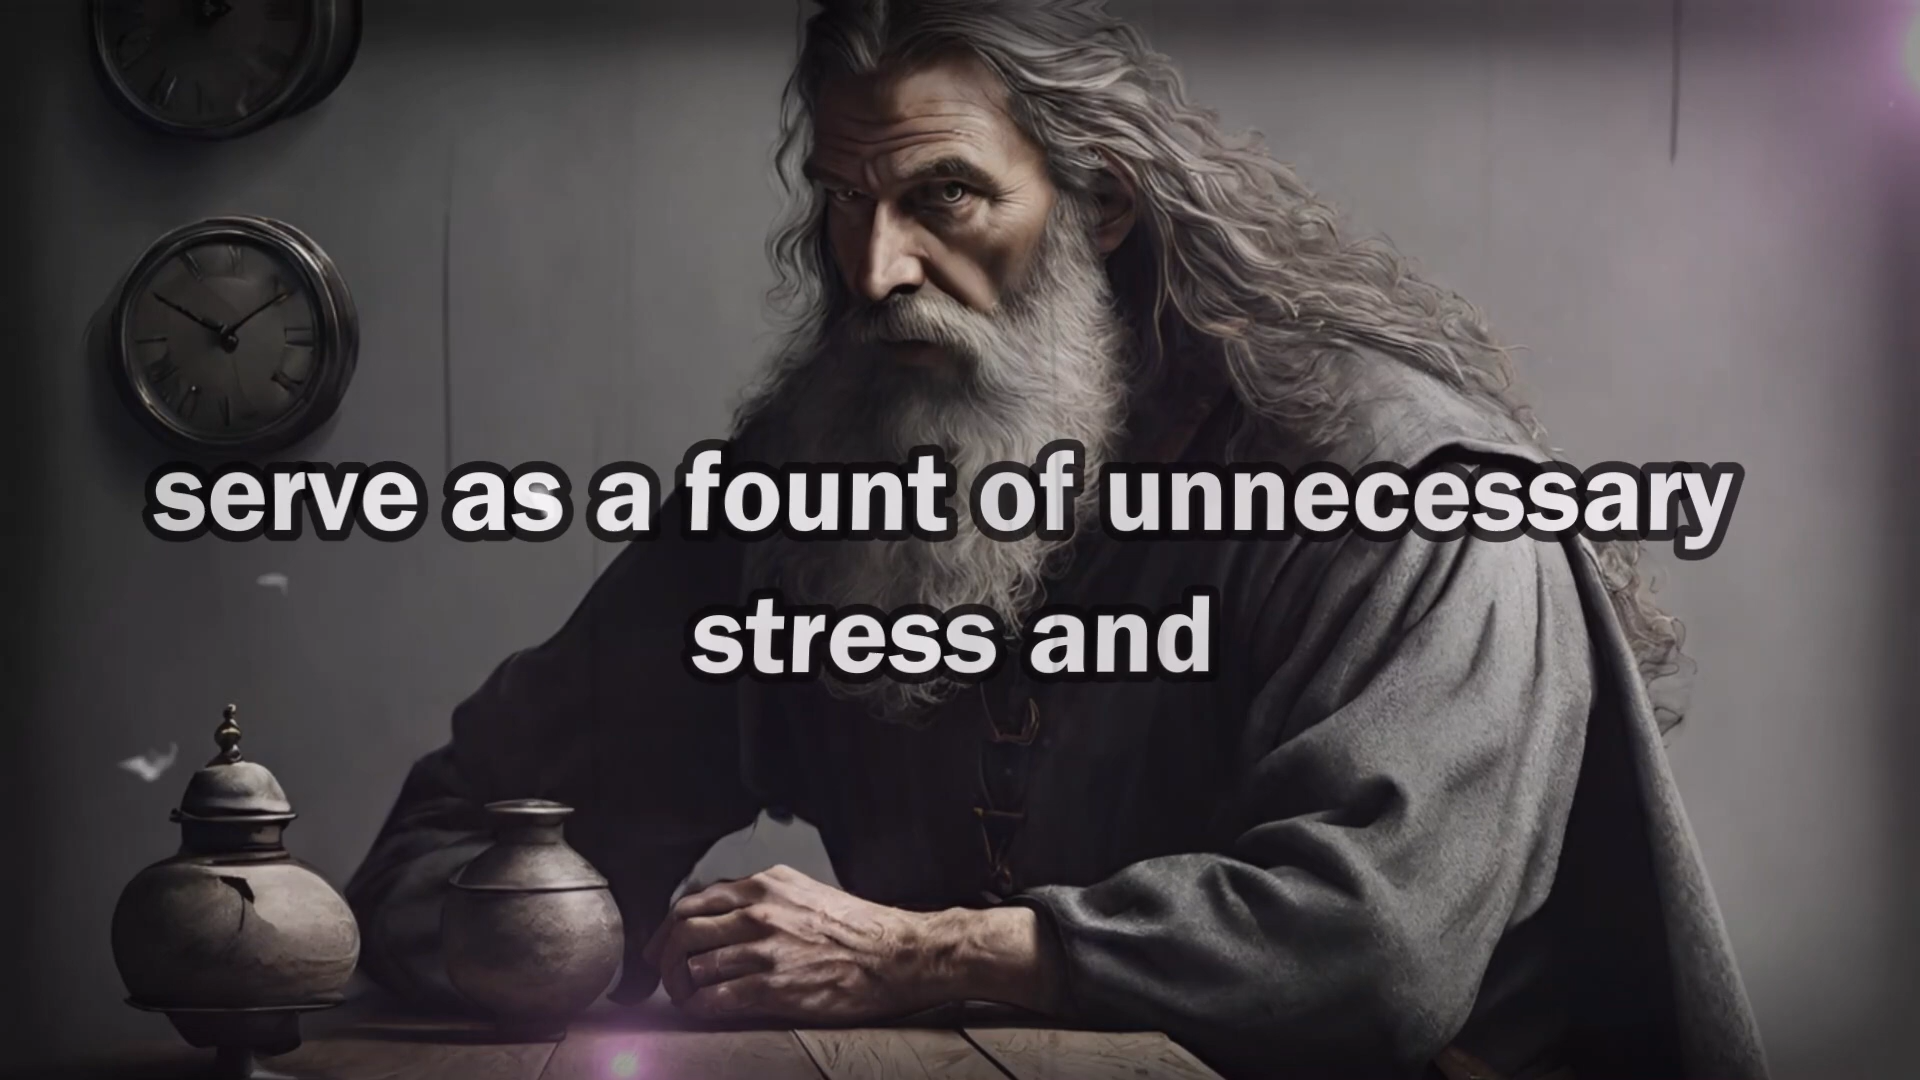 serve as a fount of unnecessary
stress and